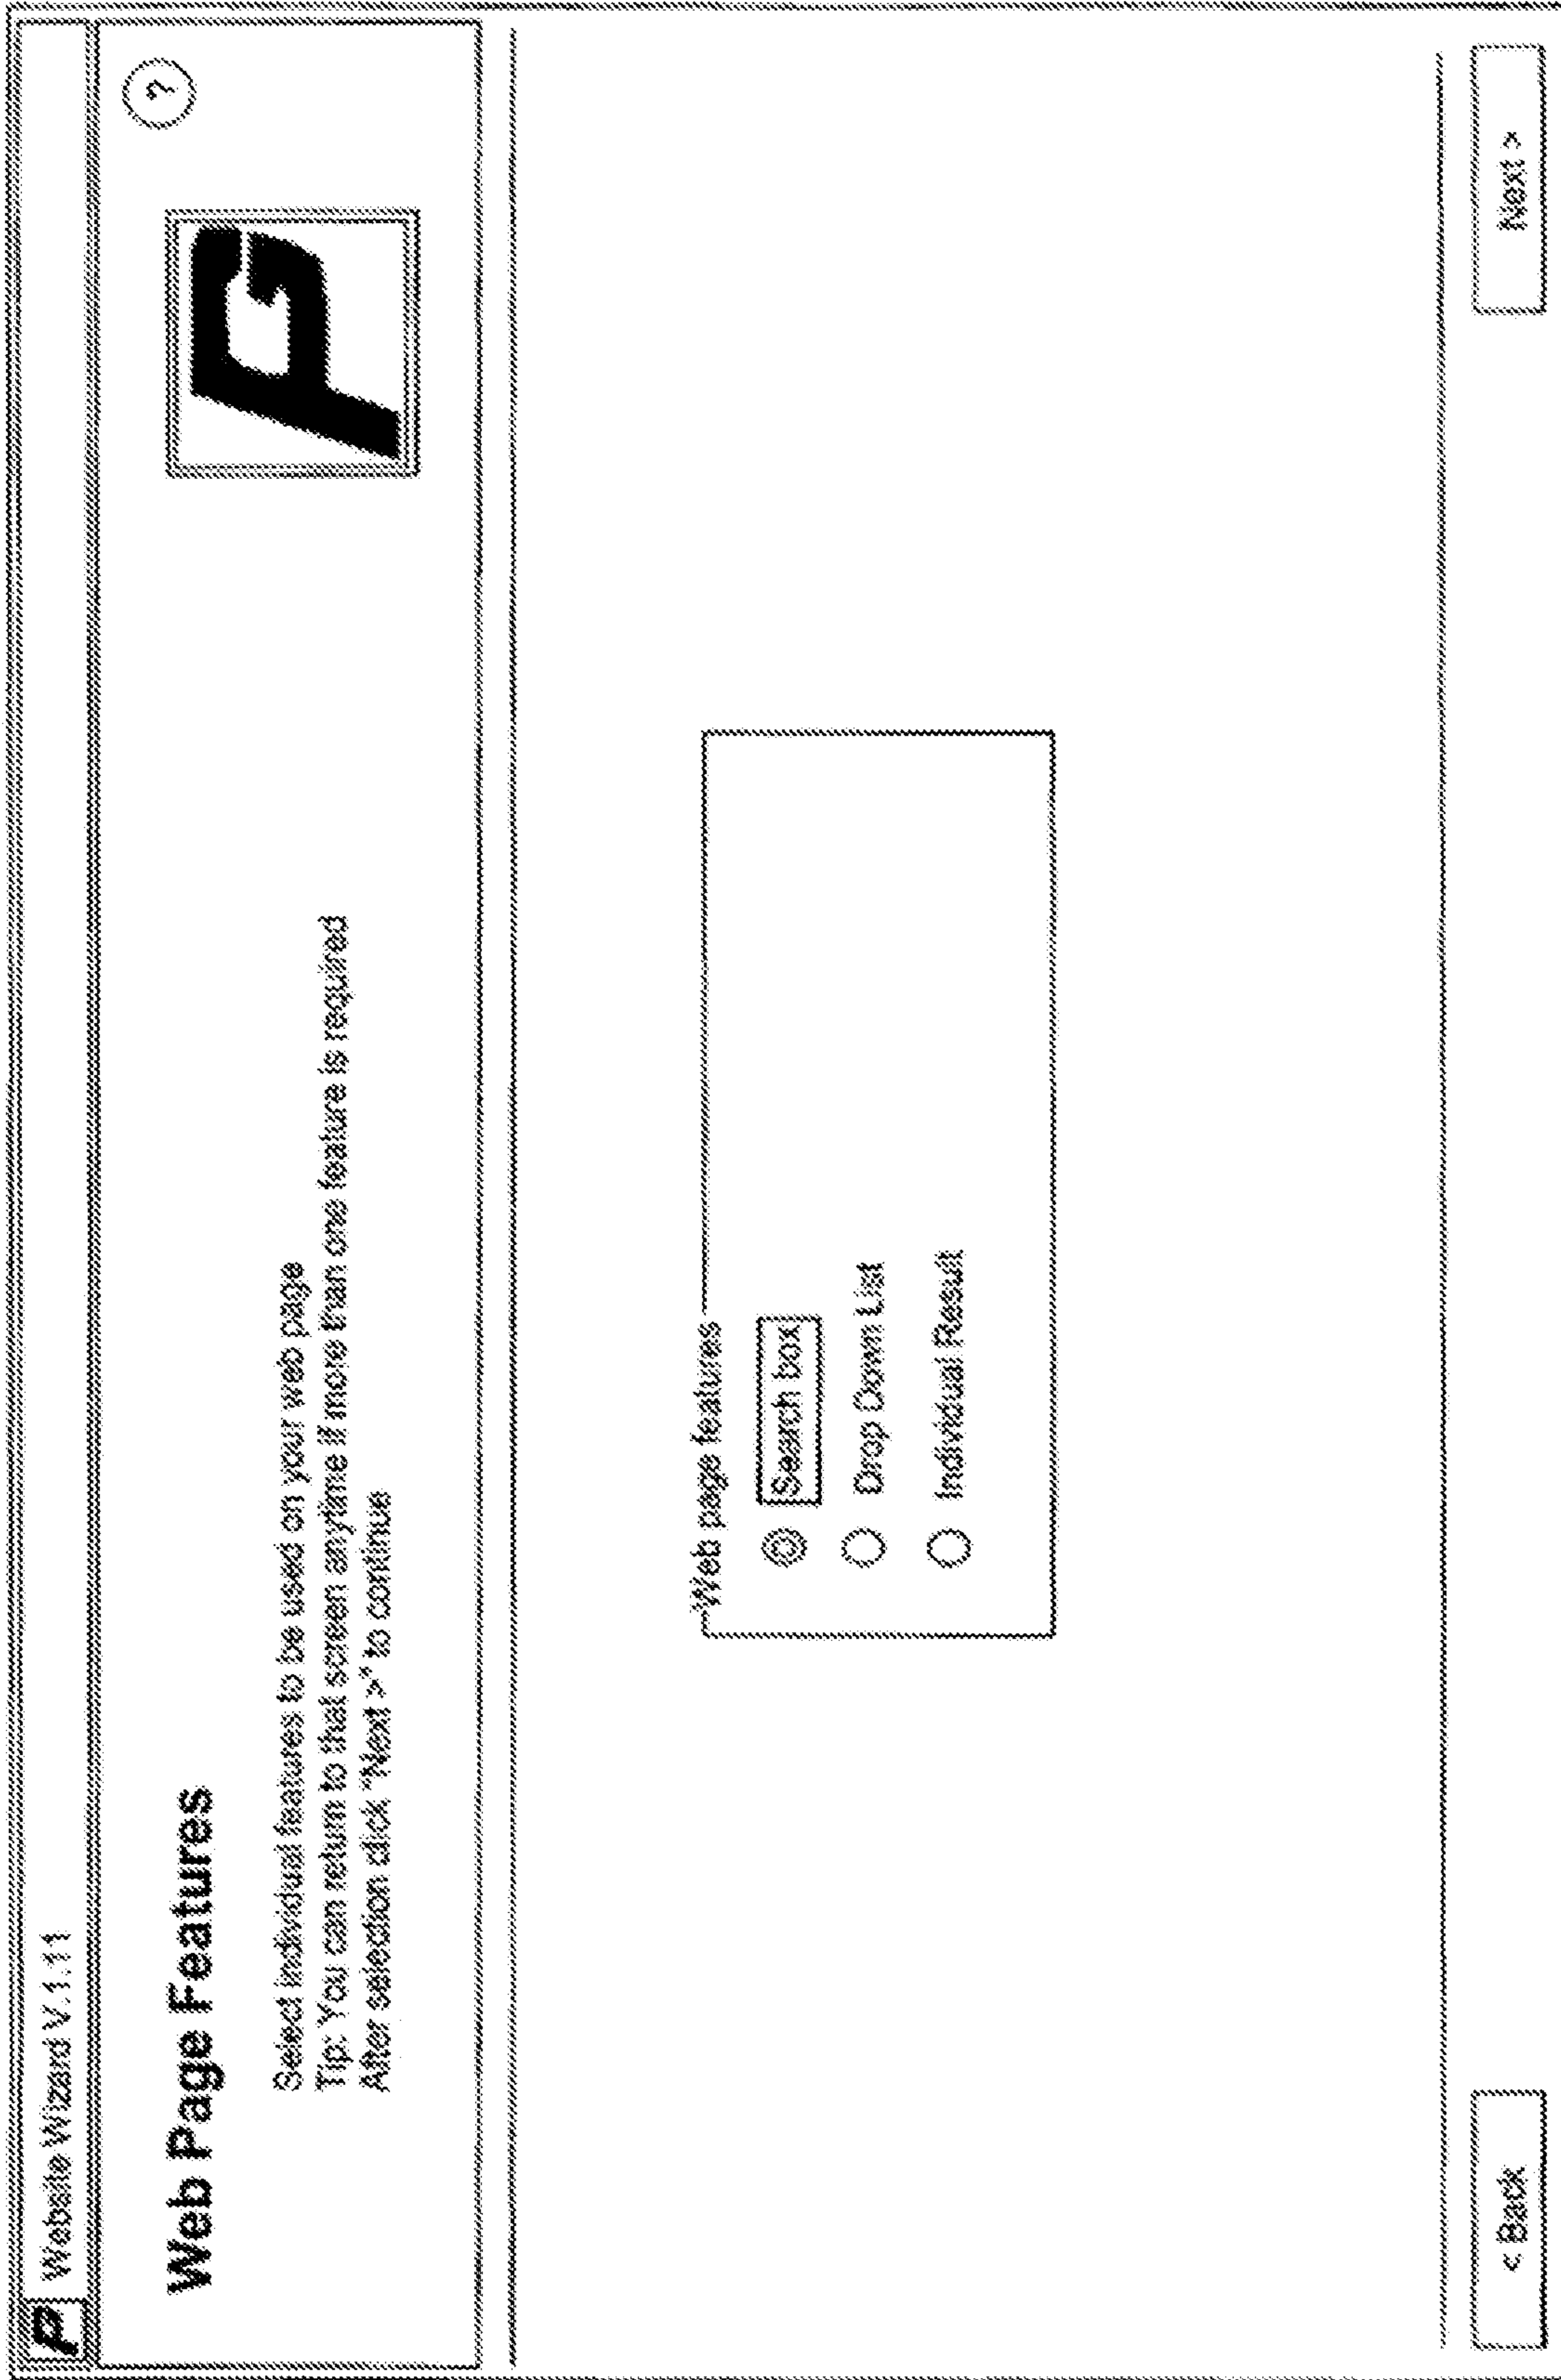 Website Wizard V.1.11
?
Web Page Features
PG
Select individual features to be used on your web page
Tip: You can return to that screen anytime if more than one feature is required
After selection click "Next >" to continue
Web page features
Search box
Drop Down List
Individual Result
< Back
Next >